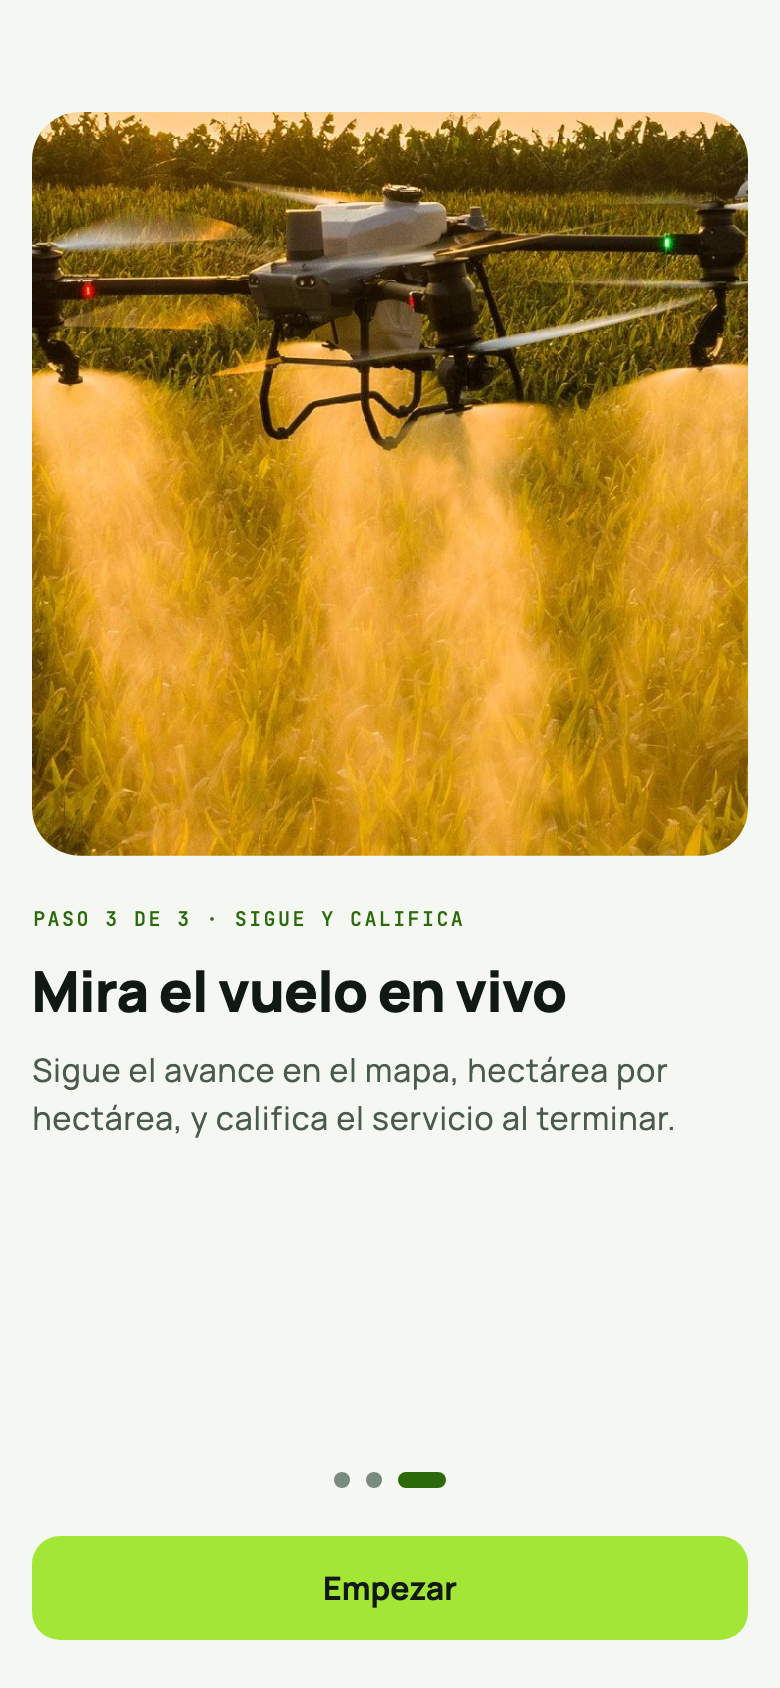 PASO 3 DE 3 · SIGUE Y CALIFICA
Mira el vuelo en vivo
Sigue el avance en el mapa, hectárea por
hectárea, y califica el servicio al terminar.
Empezar